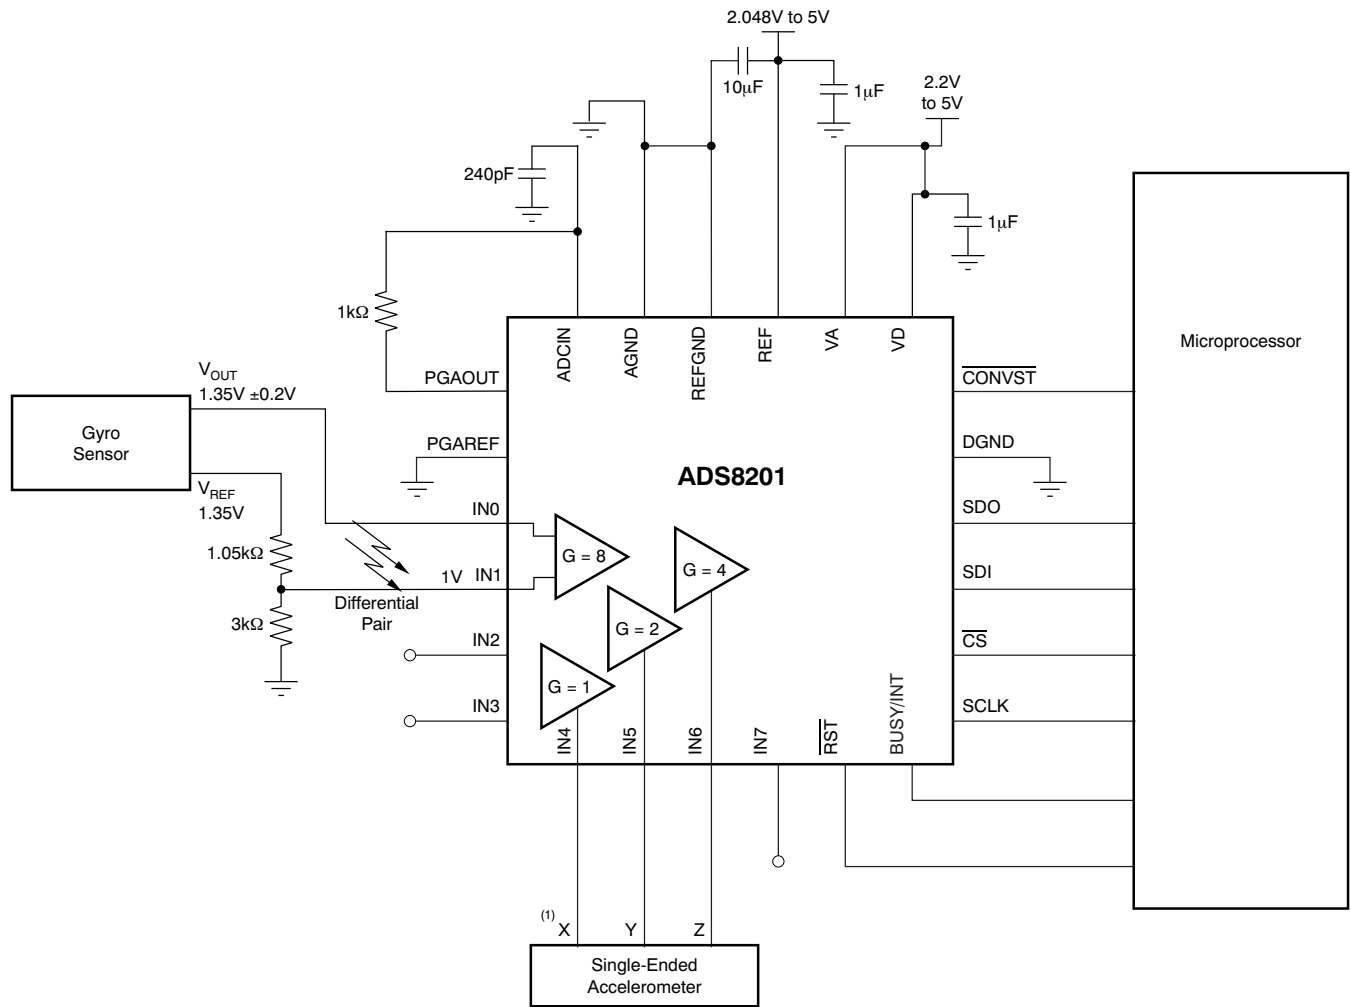 2.048V to 5V
10µF
1µF
2.2V
to 5V
240pF
1µF
1kΩ
ADCIN
AGND
REFGND
REF
VA
VD
Microprocessor
V_OUT
1.35V ±0.2V
PGAOUT
CONVST
Gyro
Sensor
PGAREF
DGND
ADS8201
V_REF
1.35V
IN0
SDO
1.05kΩ
G = 8
G = 4
1V
IN1
SDI
Differential
Pair
3kΩ
G = 2
IN2
CS
G = 1
IN3
SCLK
IN4
IN5
IN6
IN7
RST
BUSY/INT
(1)
X
Y
Z
Single-Ended
Accelerometer